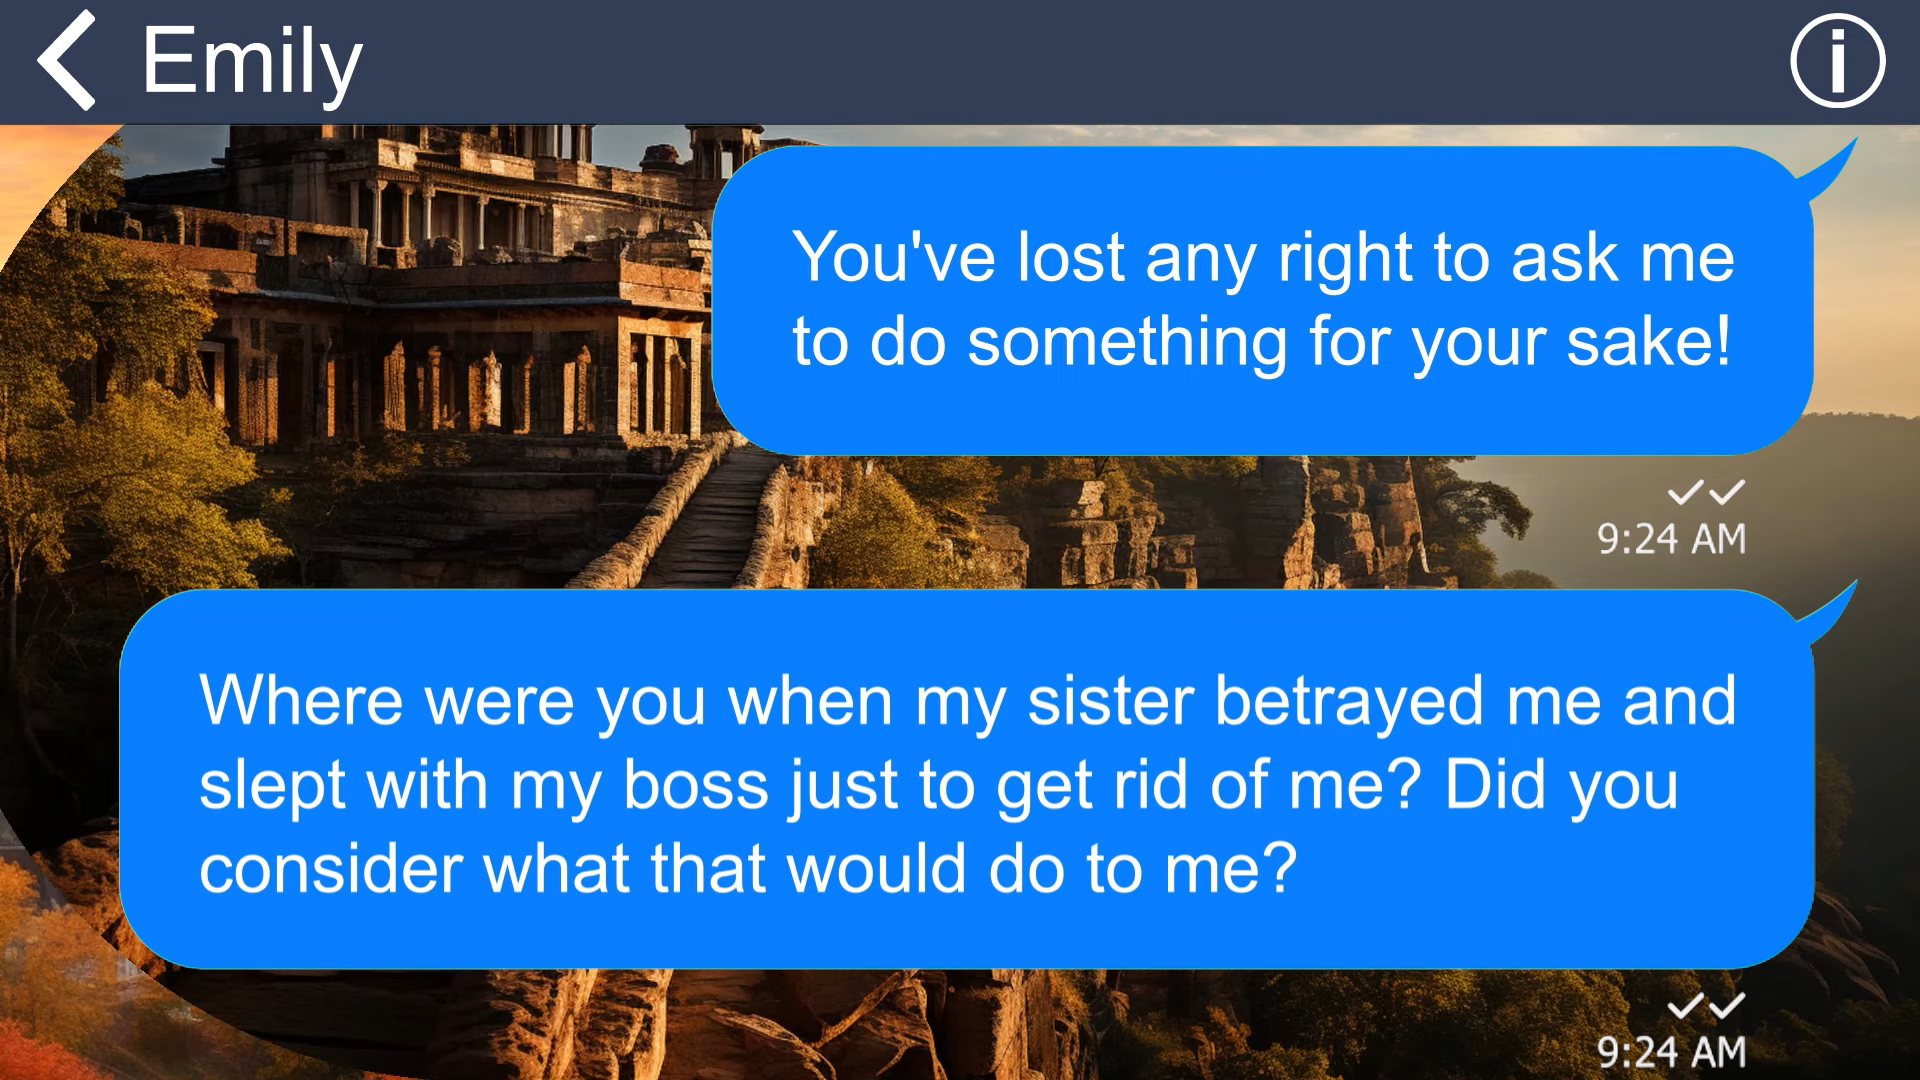 Emily
You've lost any right to ask me
to do something for your sake!
9:24 AM
Where were you when my sister betrayed me and
slept with my boss just to get rid of me? Did you
consider what that would do to me?
9:24 AM